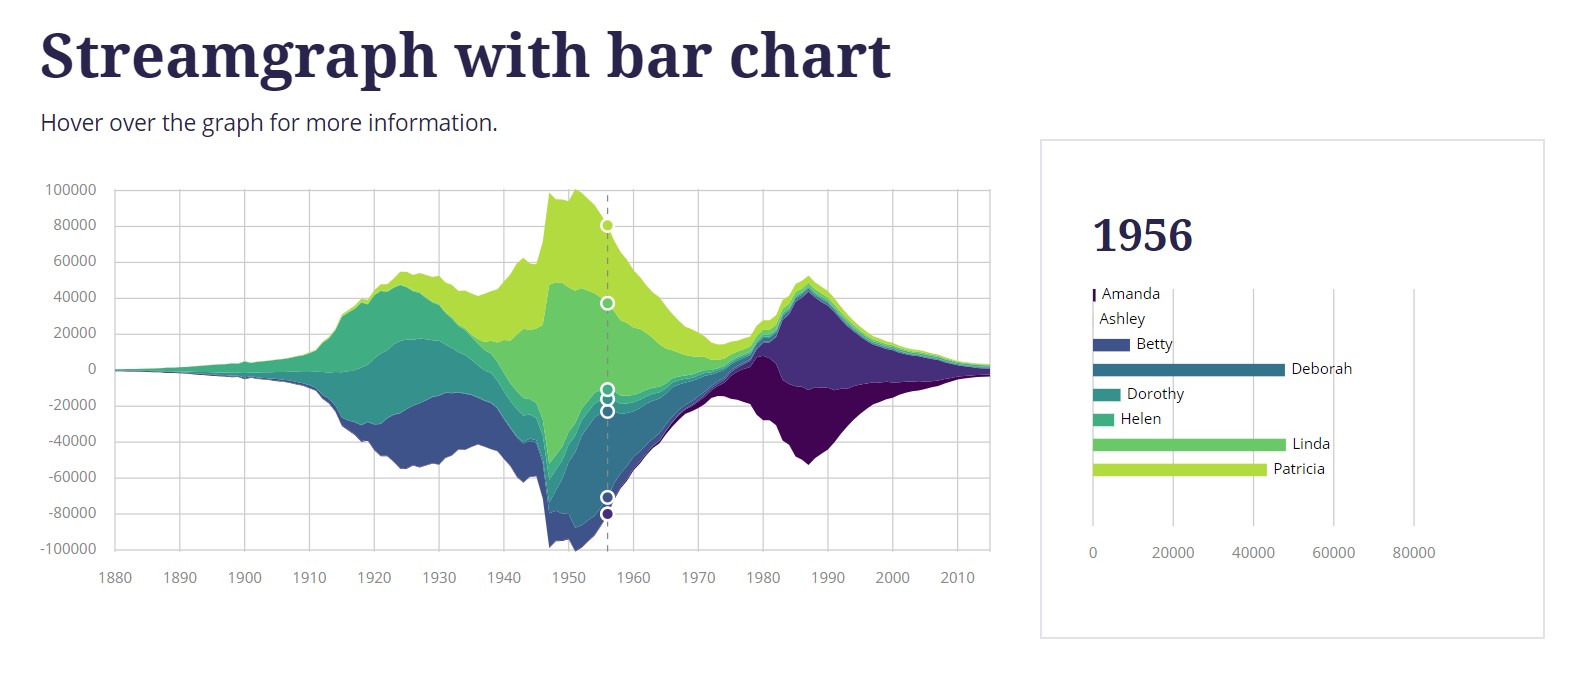 Streamgraph with bar chart
Hover over the graph for more information.
100000
80000
60000
40000
20000
0
-20000
-40000
-60000
-80000
-100000
1880 1890 1900 1910 1920 1930 1940 1950 1960 1970 1980 1990 2000 2010
1956
Amanda
Ashley
Betty
Deborah
Dorothy
Helen
Linda
Patricia
0 20000 40000 60000 80000